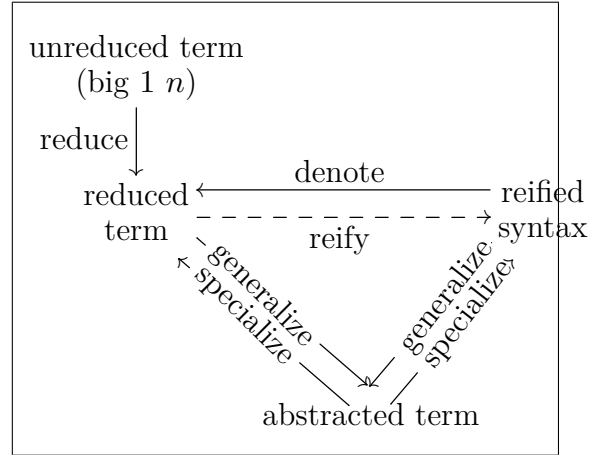 unreduced term
(big 1 n)
reduce
denote
reduced
term
reified
syntax
reify
generalize
specialize
generalize
specialize
abstracted term